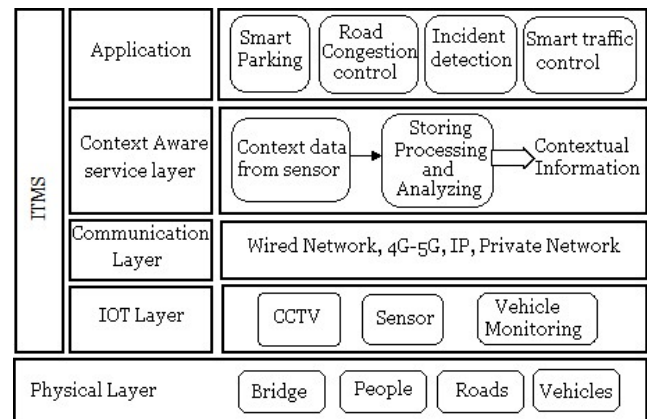 ITMS
Application
Smart
Parking
Road
Congestion
control
Incident
detection
Smart traffic
control
Context Aware
service layer
Context data
from sensor
Storing
Processing
and
Analyzing
Contextual
Information
Communication
Layer
Wired Network, 4G-5G, IP, Private Network
IOT Layer
CCTV
Sensor
Vehicle
Monitoring
Physical Layer
Bridge
People
Roads
Vehicles